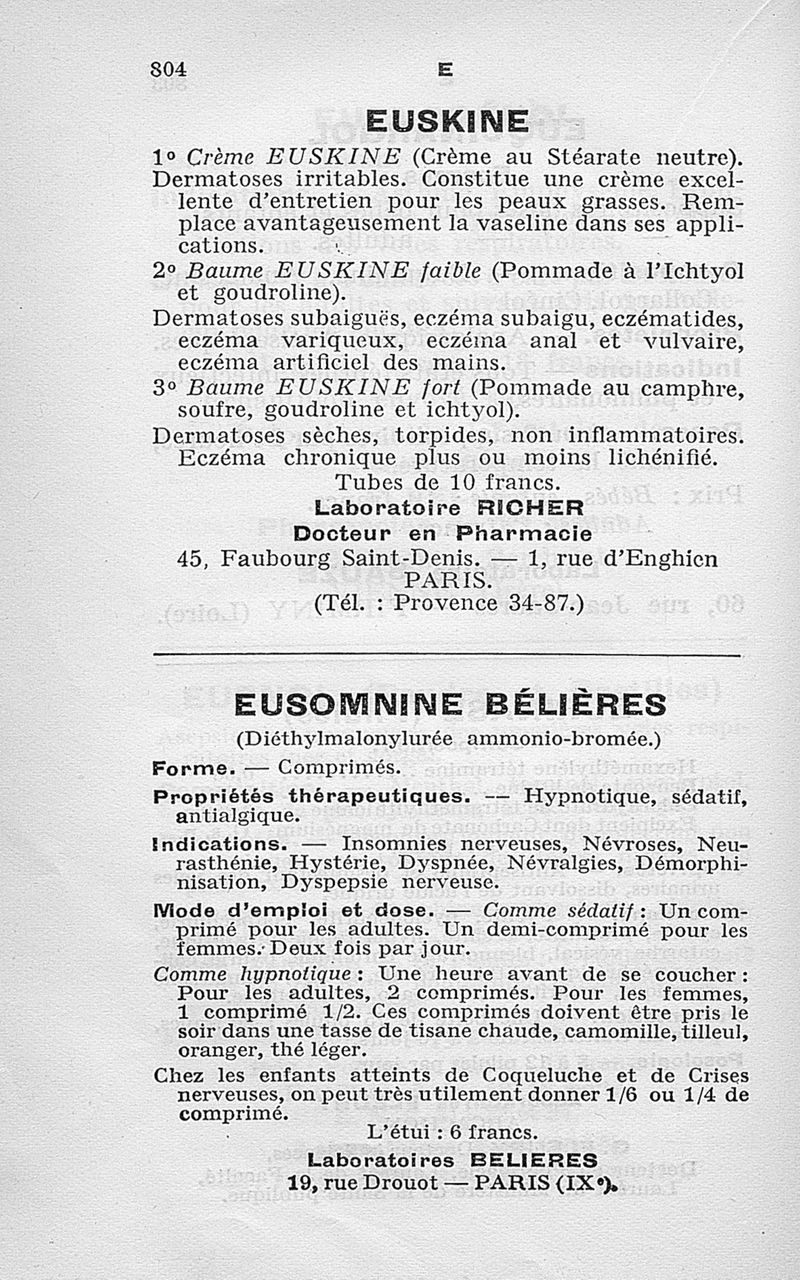 804 E
EUSKINE
1º Crème EUSKINE (Crème au Stéarate neutre).
Dermatoses irritables. Constitue une crème excel-
lente d'entretien pour les peaux grasses. Rem-
place avantageusement la vaseline dans ses appli-
cations.
2º Baume EUSKINE faible (Pommade à l'Ichtyol
et goudroline).
Dermatoses subaiguës, eczéma subaigu, eczématides,
eczéma variqueux, eczéma anal et vulvaire,
eczéma artificiel des mains.
3º Baume EUSKINE fort (Pommade au camphre,
soufre, goudroline et ichtyol).
Dermatoses sèches, torpides, non inflammatoires.
Eczéma chronique plus ou moins lichénifié.
Tubes de 10 francs.
Laboratoire RICHER
Docteur en Pharmacie
45, Faubourg Saint-Denis. — 1, rue d'Enghien
PARIS.
(Tél. : Provence 34-87.)
EUSOMNINE BÉLIÈRES
(Diéthylmalonylurée ammonio-bromée.)
Forme. — Comprimés.
Propriétés thérapeutiques. — Hypnotique, sédatif,
antialgique.
Indications. — Insomnies nerveuses, Névroses, Neu-
rasthénie, Hystérie, Dyspnée, Névralgies, Démorphi-
nisation, Dyspepsie nerveuse.
Mode d'emploi et dose. — Comme sédatif : Un com-
primé pour les adultes. Un demi-comprimé pour les
femmes. Deux fois par jour.
Comme hypnotique : Une heure avant de se coucher :
Pour les adultes, 2 comprimés. Pour les femmes,
1 comprimé 1/2. Ces comprimés doivent être pris le
soir dans une tasse de tisane chaude, camomille, tilleul,
oranger, thé léger.
Chez les enfants atteints de Coqueluche et de Crises
nerveuses, on peut très utilement donner 1/6 ou 1/4 de
comprimé.
L'étui : 6 francs.
Laboratoires BELIERES
19, rue Drouot — PARIS (IXe).